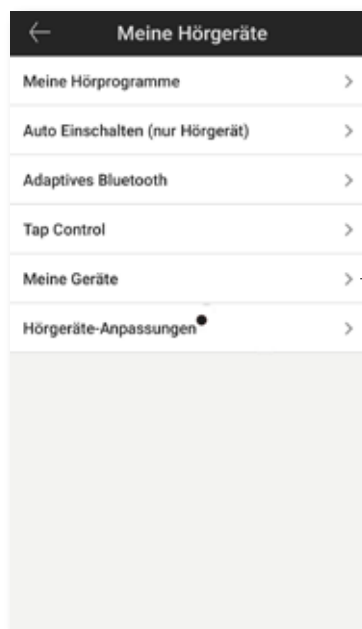 Meine Hörgeräte
Meine Hörprogramme
Auto Einschalten (nur Hörgerät)
Adaptives Bluetooth
Tap Control
Meine Geräte
Hörgeräte-Anpassungen